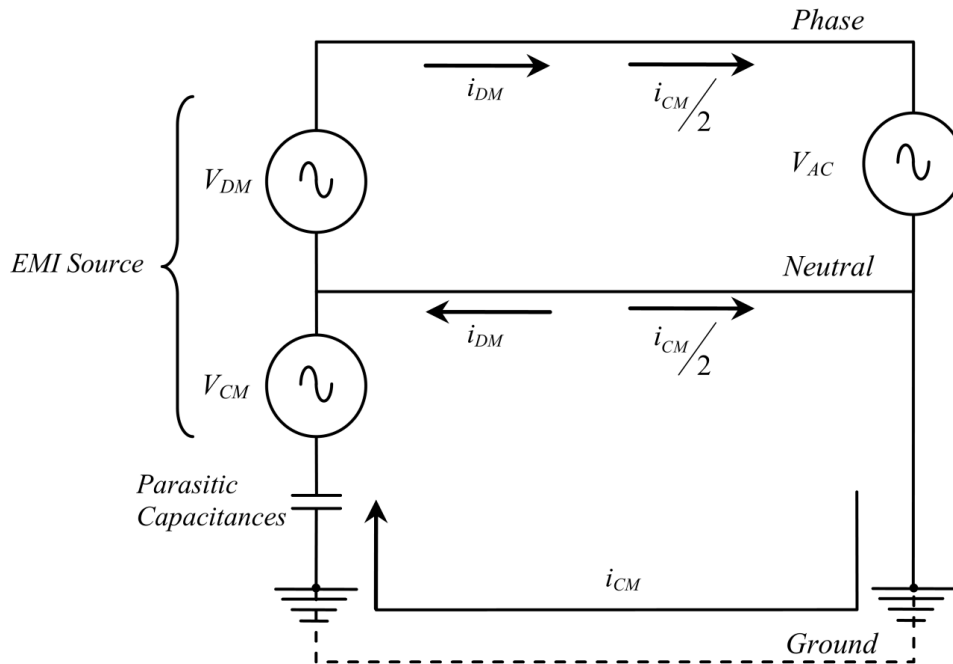 Phase
i_DM
i_CM/2
V_DM
V_AC
EMI Source
Neutral
i_DM
i_CM/2
V_CM
Parasitic
Capacitances
i_CM
Ground